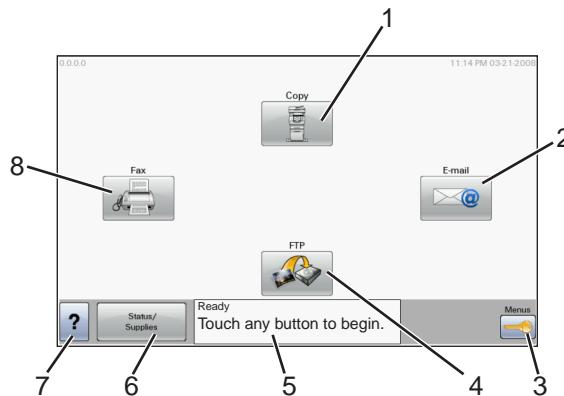 1
0.0.0.0
11:14 PM 03-21-2008
Copy
2
8
Fax
E-mail
@
FTP
Ready
Touch any button to begin.
?
Status/
Supplies
Menus
7
6
5
4
3